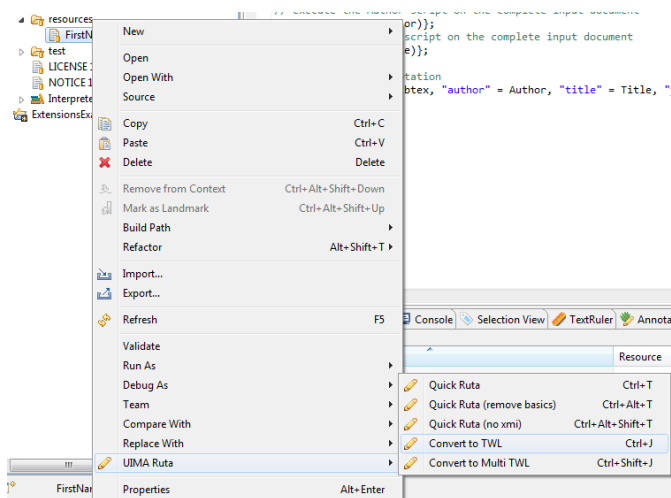 resources
FirstNa
test
LICENSE
NOTICE 1
Interprete
ExtensionsExa
// execute the Author script on the complete input document
or)};
script on the complete input document
e)};
tation
btex, "author" = Author, "title" = Title, "
New
Open
Open With
Source
Copy Ctrl+C
Paste Ctrl+V
Delete Delete
Remove from Context Ctrl+Alt+Shift+Down
Mark as Landmark Ctrl+Alt+Shift+Up
Build Path
Refactor Alt+Shift+T
Import...
Export...
Refresh F5
Validate
Run As
Debug As
Team
Compare With
Replace With
UIMA Ruta
Properties Alt+Enter
Console Selection View TextRuler Annota
Resource
Quick Ruta Ctrl+T
Quick Ruta (remove basics) Ctrl+Alt+T
Quick Ruta (no xmi) Ctrl+Alt+Shift+T
Convert to TWL Ctrl+J
Convert to Multi TWL Ctrl+Shift+J
FirstNar